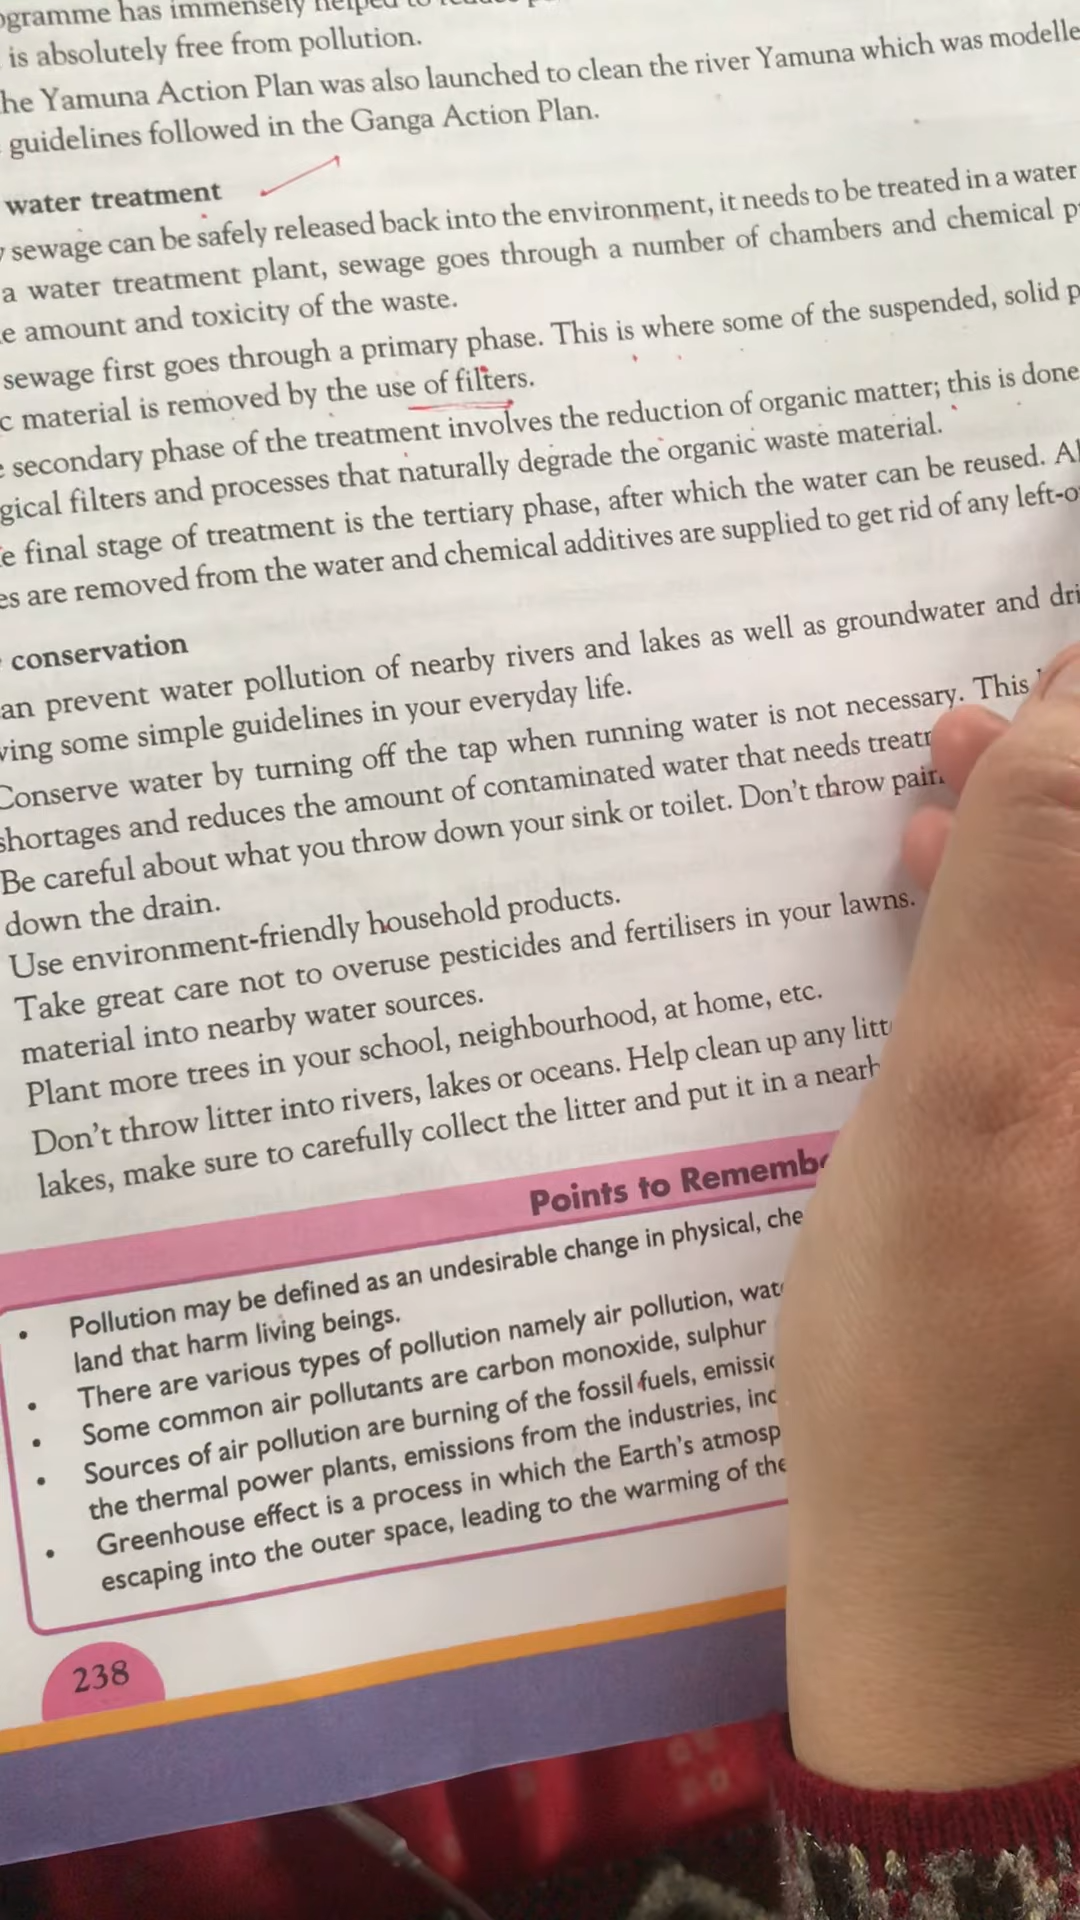 programme has immensely helped to
is absolutely free from pollution.
he Yamuna Action Plan was also launched to clean the river Yamuna which was modelle
guidelines followed in the Ganga Action Plan.
water treatment
sewage can be safely released back into the environment, it needs to be treated in a water
a water treatment plant, sewage goes through a number of chambers and chemical p
e amount and toxicity of the waste.
sewage first goes through a primary phase. This is where some of the suspended, solid p
c material is removed by the use of filters.
secondary phase of the treatment involves the reduction of organic matter; this is done
gical filters and processes that naturally degrade the organic waste material.
e final stage of treatment is the tertiary phase, after which the water can be reused. Al
es are removed from the water and chemical additives are supplied to get rid of any left-o
conservation
an prevent water pollution of nearby rivers and lakes as well as groundwater and dri
ving some simple guidelines in your everyday life.
Conserve water by turning off the tap when running water is not necessary. This
shortages and reduces the amount of contaminated water that needs treatr
Be careful about what you throw down your sink or toilet. Don't throw pain
down the drain.
Use environment-friendly household products.
Take great care not to overuse pesticides and fertilisers in your lawns.
material into nearby water sources.
Plant more trees in your school, neighbourhood, at home, etc.
Don't throw litter into rivers, lakes or oceans. Help clean up any litt
lakes, make sure to carefully collect the litter and put it in a nearb
Points to Rememb
• Pollution may be defined as an undesirable change in physical, che
land that harm living beings.
• There are various types of pollution namely air pollution, wat
• Some common air pollutants are carbon monoxide, sulphur
• Sources of air pollution are burning of the fossil fuels, emissio
the thermal power plants, emissions from the industries, inc
• Greenhouse effect is a process in which the Earth's atmosp
escaping into the outer space, leading to the warming of the
238